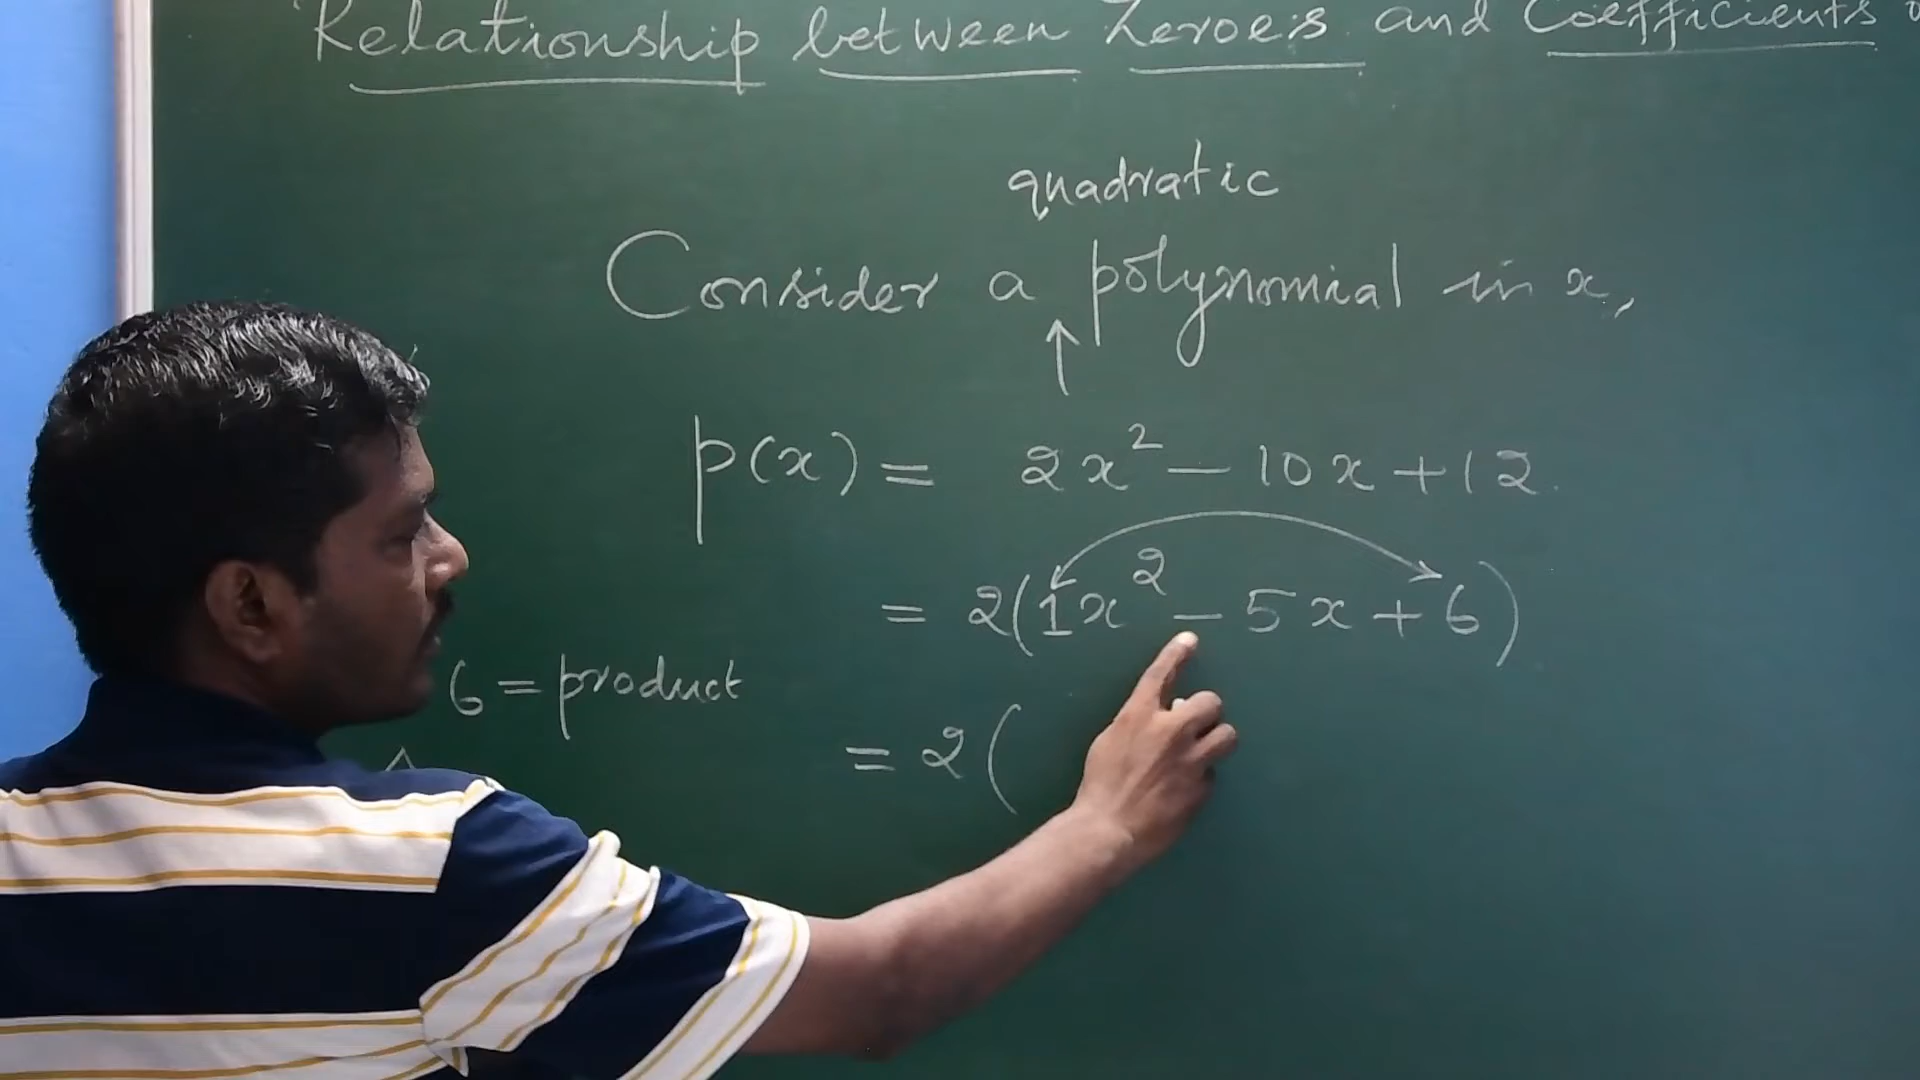 Relationship between Zeroes and Coefficients
quadratic
Consider a polynomial in x,
↑
p(x) = 2x² – 10x + 12
= 2(1x² – 5x + 6)
6 = product
= 2(